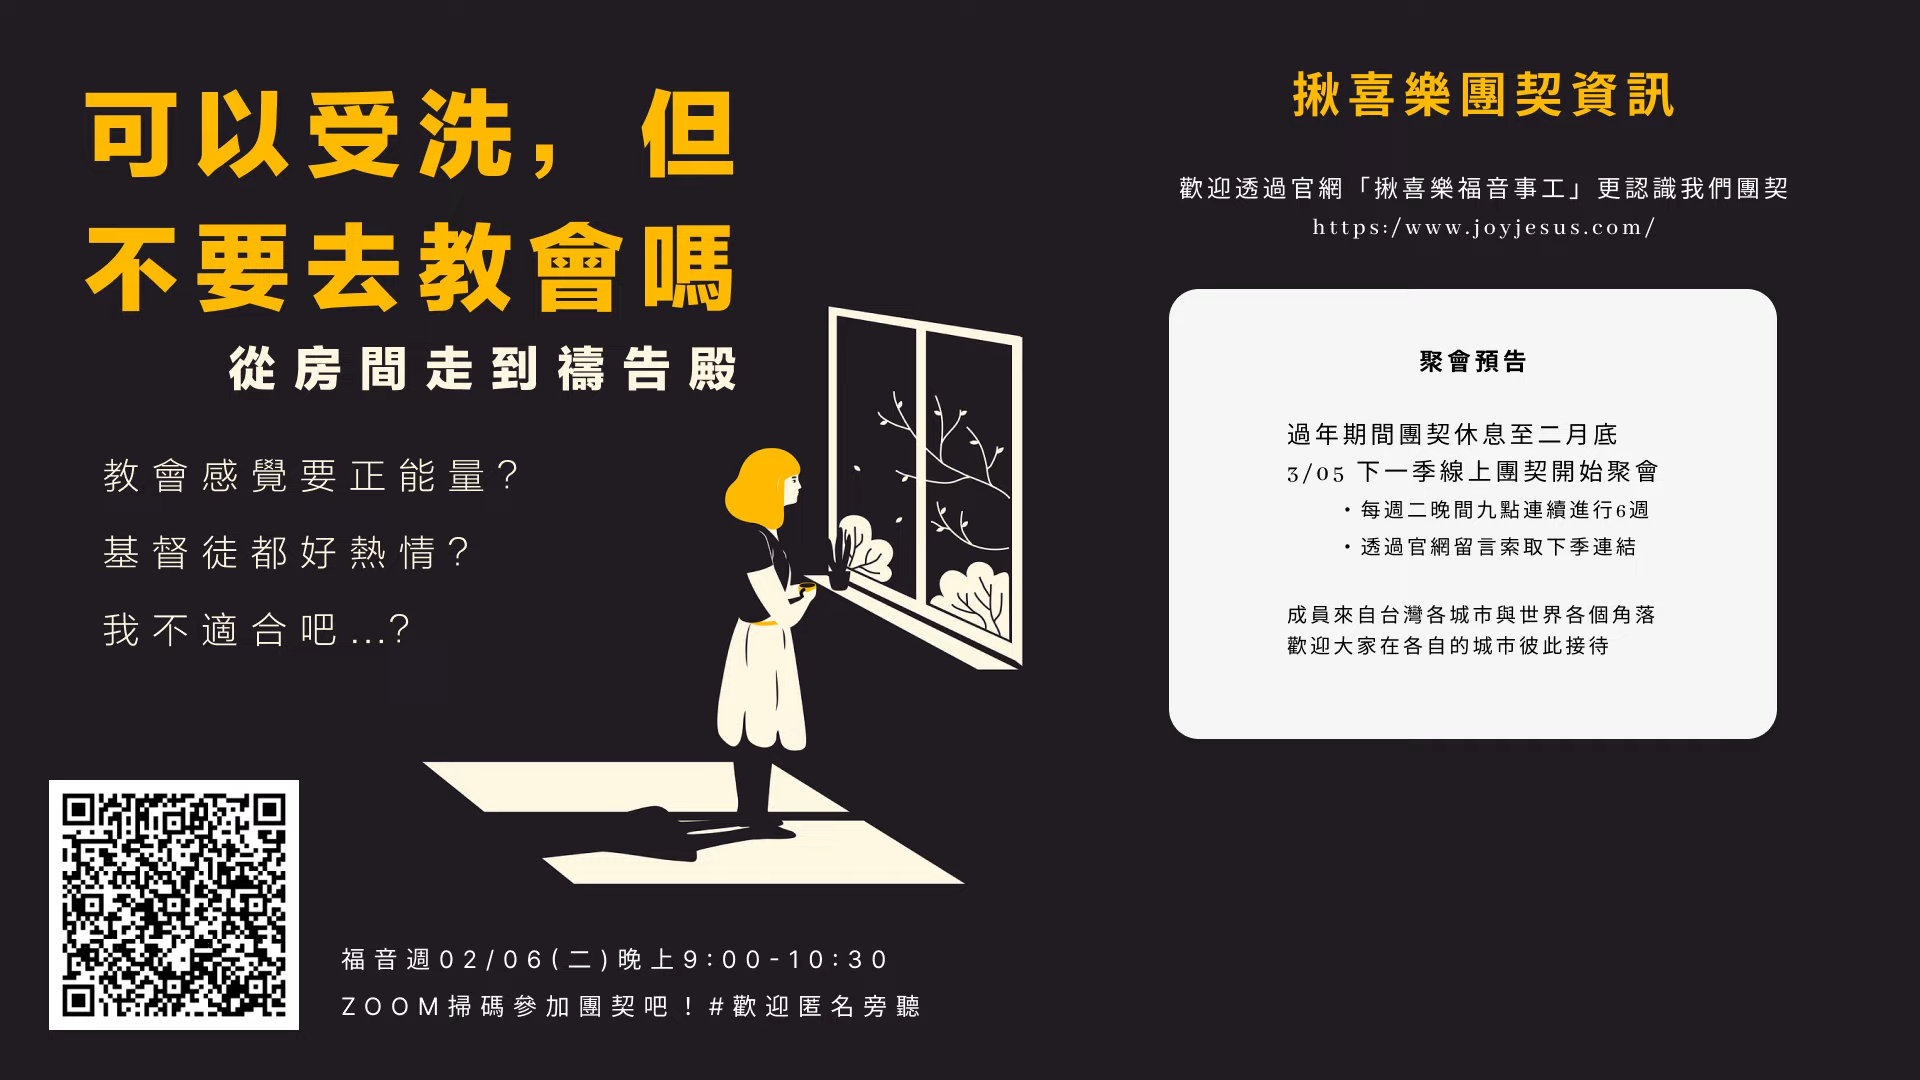 可以受洗，但
不要去教會嗎
從房間走到禱告殿
教會感覺要正能量？
基督徒都好熱情？
我不適合吧...？
福音週02/06(二)晚上9:00-10:30
ZOOM掃碼參加團契吧！#歡迎匿名旁聽
揪喜樂團契資訊
歡迎透過官網「揪喜樂福音事工」更認識我們團契
https:/www.joyjesus.com/
聚會預告
過年期間團契休息至二月底
3/05 下一季線上團契開始聚會
•每週二晚間九點連續進行6週
•透過官網留言索取下季連結
成員來自台灣各城市與世界各個角落
歡迎大家在各自的城市彼此接待